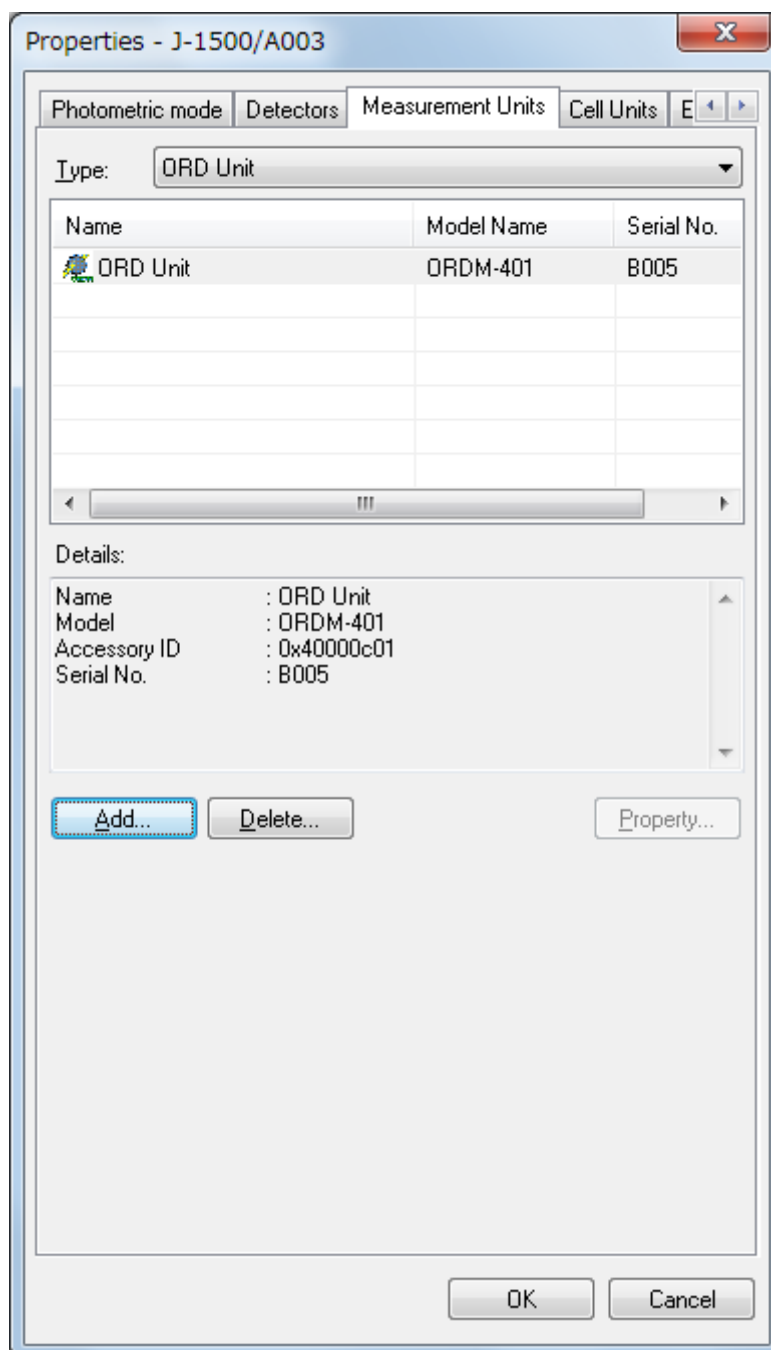 Properties - J-1500/A003
Photometric mode Detectors Measurement Units Cell Units E
Type: ORD Unit
Name Model Name Serial No.
ORD Unit ORDM-401 B005
Details:
Name : ORD Unit
Model : ORDM-401
Accessory ID : 0x40000c01
Serial No. : B005
Add... Delete... Property...
OK Cancel